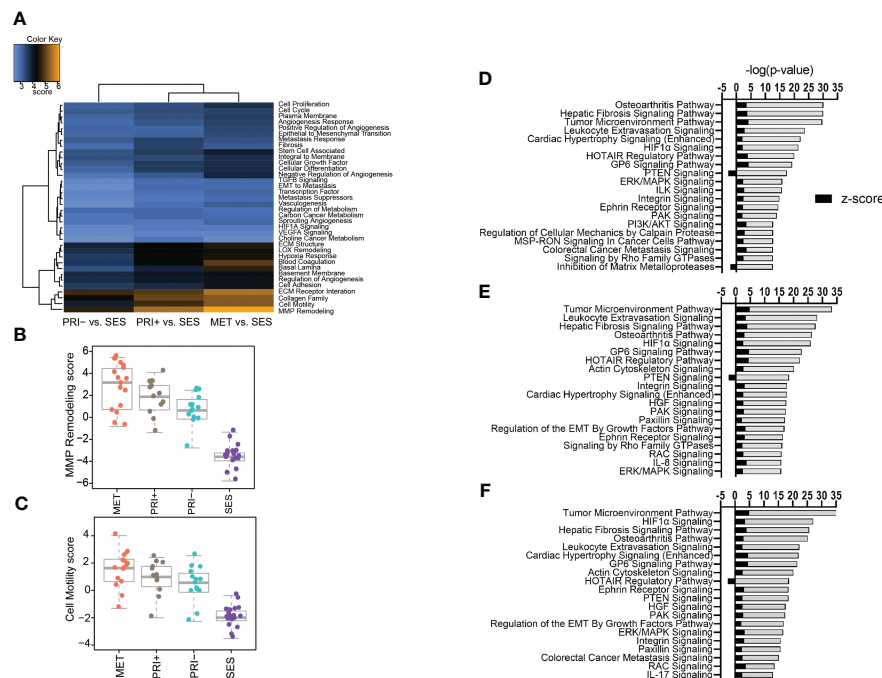 A
Color Key
3 4 5 6
score
Cell Proliferation
Cell Cycle
Plasma Membrane
Angiogenesis Response
Positive Regulation of Angiogenesis
Epithelial to Mesenchymal Transition
Metastasis Response
Fibrosis
Stem Cell Associated
Integral to Membrane
Cellular Growth Factor
Cellular Differentiation
Negative Regulation of Angiogenesis
TGFB Signaling
EMT to Metastasis
Transcription Factor
Metastasis Suppressors
Vasculogenesis
Regulation of Metabolism
Carbon Cancer Metabolism
Sprouting Angiogenesis
HIF1A Signaling
VEGFA Signaling
Choline Cancer Metabolism
ECM Structure
LOX Remodeling
Hypoxia Response
Blood Coagulation
Basal Lamina
Basement Membrane
Regulation of Angiogenesis
Cell Adhesion
ECM Receptor Interation
Collagen Family
Cell Motility
MMP Remodeling
PRI− vs. SES PRI+ vs. SES MET vs. SES
B
MMP Remodeling score
6
4
2
0
−2
−4
−6
MET PRI+ PRI− SES
C
Cell Motility score
4
2
0
−2
−4
MET PRI+ PRI− SES
D
-log(p-value)
-5 0 5 10 15 20 25 30 35
Osteoarthritis Pathway
Hepatic Fibrosis Signaling Pathway
Tumor Microenvironment Pathway
Leukocyte Extravasation Signaling
Cardiac Hypertrophy Signaling (Enhanced)
HIF1α Signaling
HOTAIR Regulatory Pathway
GP6 Signaling Pathway
PTEN Signaling
ERK/MAPK Signaling
ILK Signaling
Integrin Signaling
Ephrin Receptor Signaling
PAK Signaling
PI3K/AKT Signaling
Regulation of Cellular Mechanics by Calpain Protease
MSP-RON Signaling In Cancer Cells Pathway
Colorectal Cancer Metastasis Signaling
Signaling by Rho Family GTPases
Inhibition of Matrix Metalloproteases
z-score
E
-5 0 5 10 15 20 25 30 35
Tumor Microenvironment Pathway
Leukocyte Extravasation Signaling
Hepatic Fibrosis Signaling Pathway
Osteoarthritis Pathway
HIF1α Signaling
GP6 Signaling Pathway
HOTAIR Regulatory Pathway
Actin Cytoskeleton Signaling
PTEN Signaling
Integrin Signaling
Cardiac Hypertrophy Signaling (Enhanced)
HGF Signaling
PAK Signaling
Paxillin Signaling
Regulation of the EMT By Growth Factors Pathway
Ephrin Receptor Signaling
Signaling by Rho Family GTPases
RAC Signaling
IL-8 Signaling
ERK/MAPK Signaling
F
-5 0 5 10 15 20 25 30 35
Tumor Microenvironment Pathway
HIF1α Signaling
Hepatic Fibrosis Signaling Pathway
Osteoarthritis Pathway
Leukocyte Extravasation Signaling
Cardiac Hypertrophy Signaling (Enhanced)
GP6 Signaling Pathway
Actin Cytoskeleton Signaling
HOTAIR Regulatory Pathway
Ephrin Receptor Signaling
PTEN Signaling
HGF Signaling
PAK Signaling
Regulation of the EMT By Growth Factors Pathway
ERK/MAPK Signaling
Integrin Signaling
Paxillin Signaling
Colorectal Cancer Metastasis Signaling
RAC Signaling
IL-17 Signaling